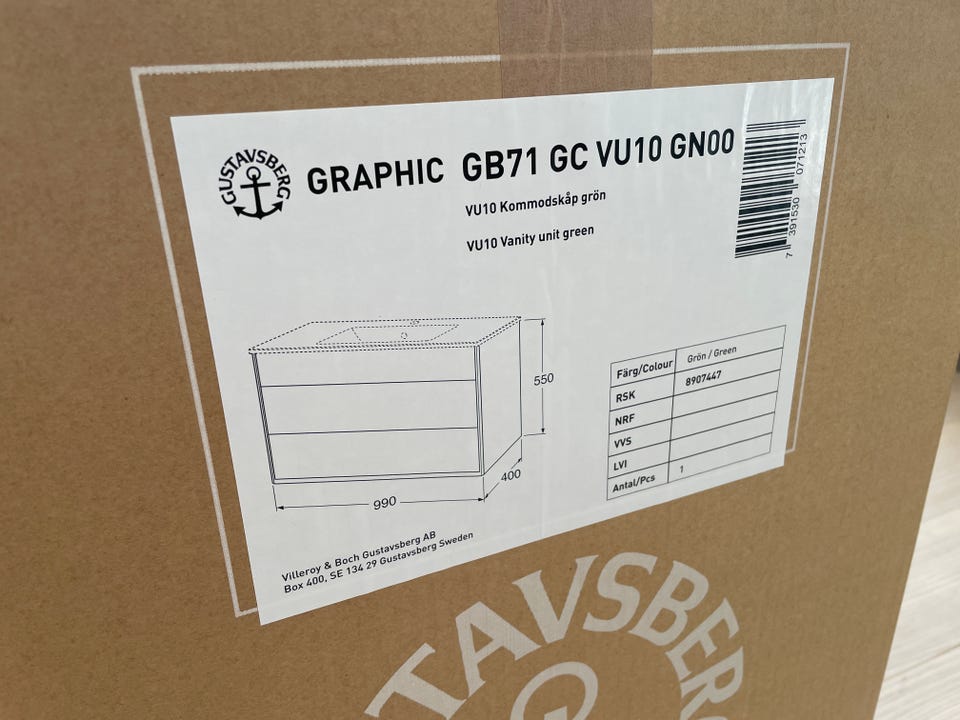 GUSTAVSBERG
GRAPHIC GB71 GC VU10 GN00
VU10 Kommodskåp grön
VU10 Vanity unit green
7 391530 071213
550
400
990
Färg/Colour Grön / Green
RSK 8907447
NRF
VVS
LVI
Antal/Pcs 1
Villeroy & Boch Gustavsberg AB
Box 400, SE 134 29 Gustavsberg Sweden
TAVSBER